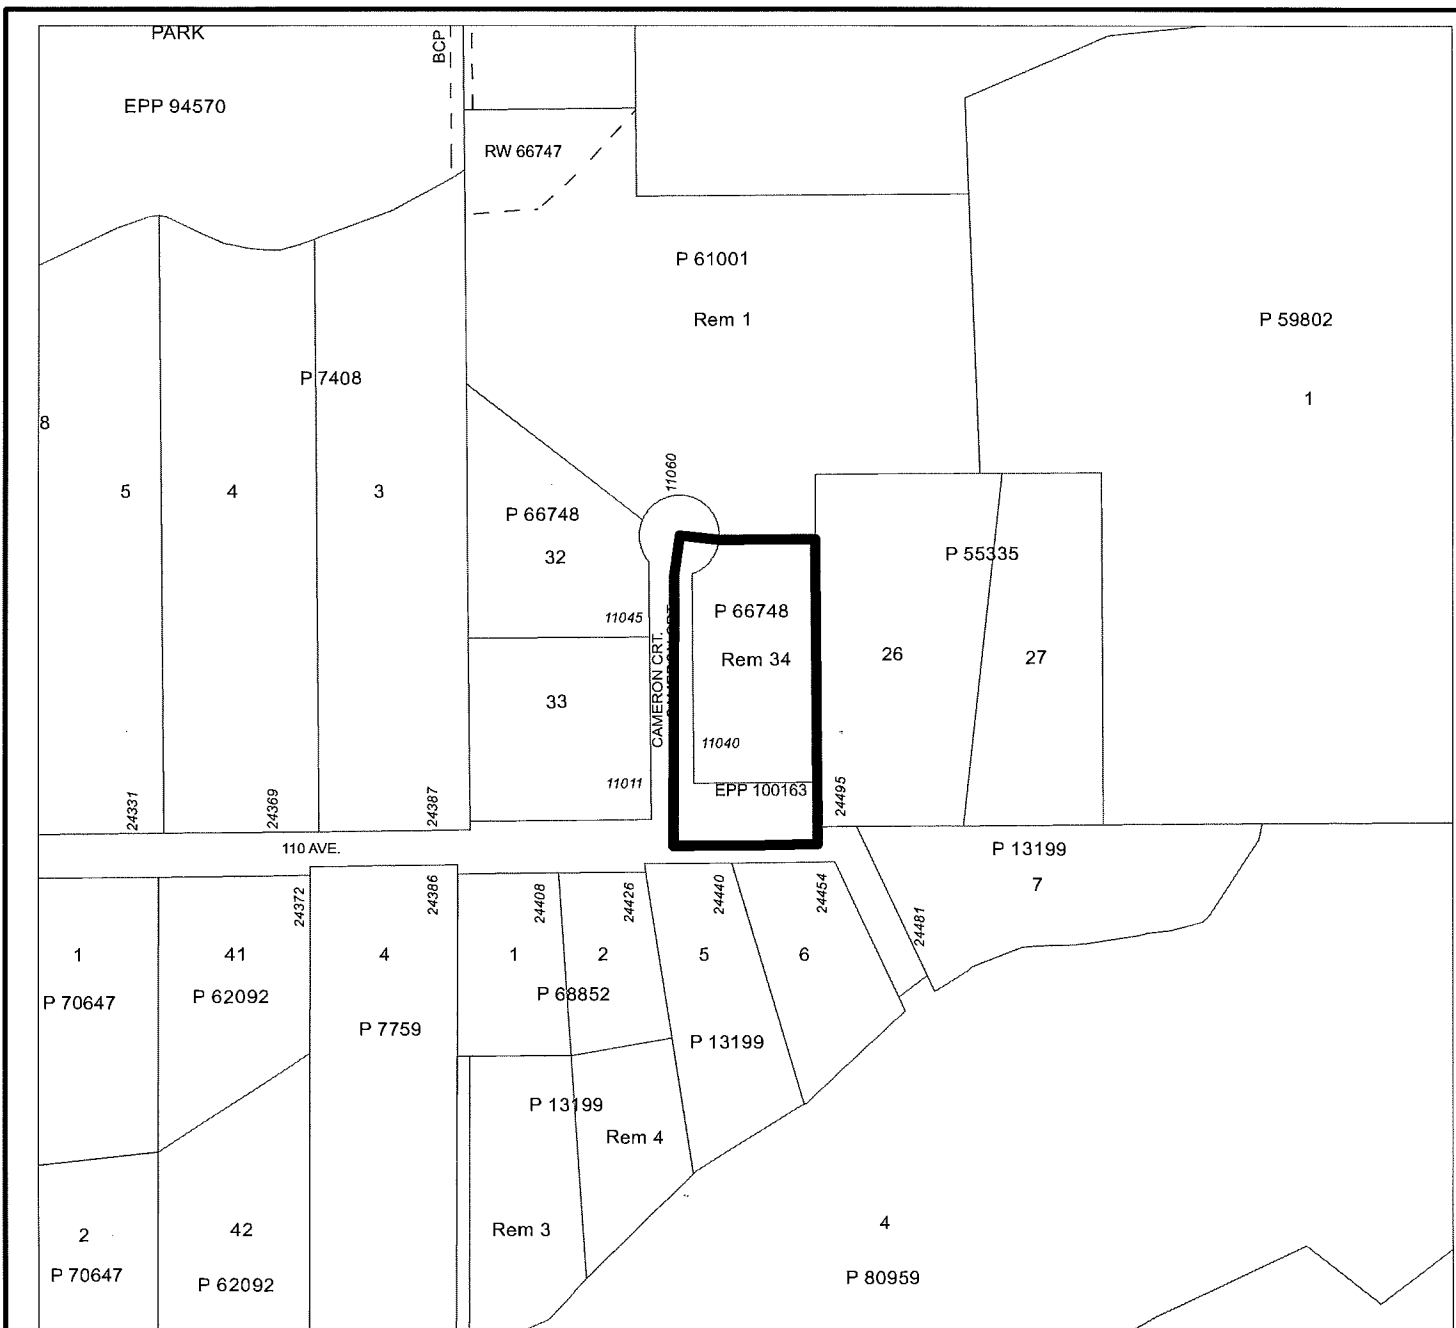 PARK
BCP
EPP 94570
RW 66747
P 61001
Rem 1
P 59802
1
P 7408
8
5
4
3
11060
P 66748
32
11045
P 55335
P 66748
Rem 34
26
27
33
CAMERON CRT.
CAMERON CRT.
11040
11011
EPP 100163
24331
24369
24387
24495
110 AVE.
P 13199
7
24372
24386
24408
24426
24440
24454
24481
1
41
4
1
2
5
6
P 70647
P 62092
P 68852
P 7759
P 13199
P 13199
Rem 4
Rem 3
2
42
4
P 70647
P 62092
P 80959